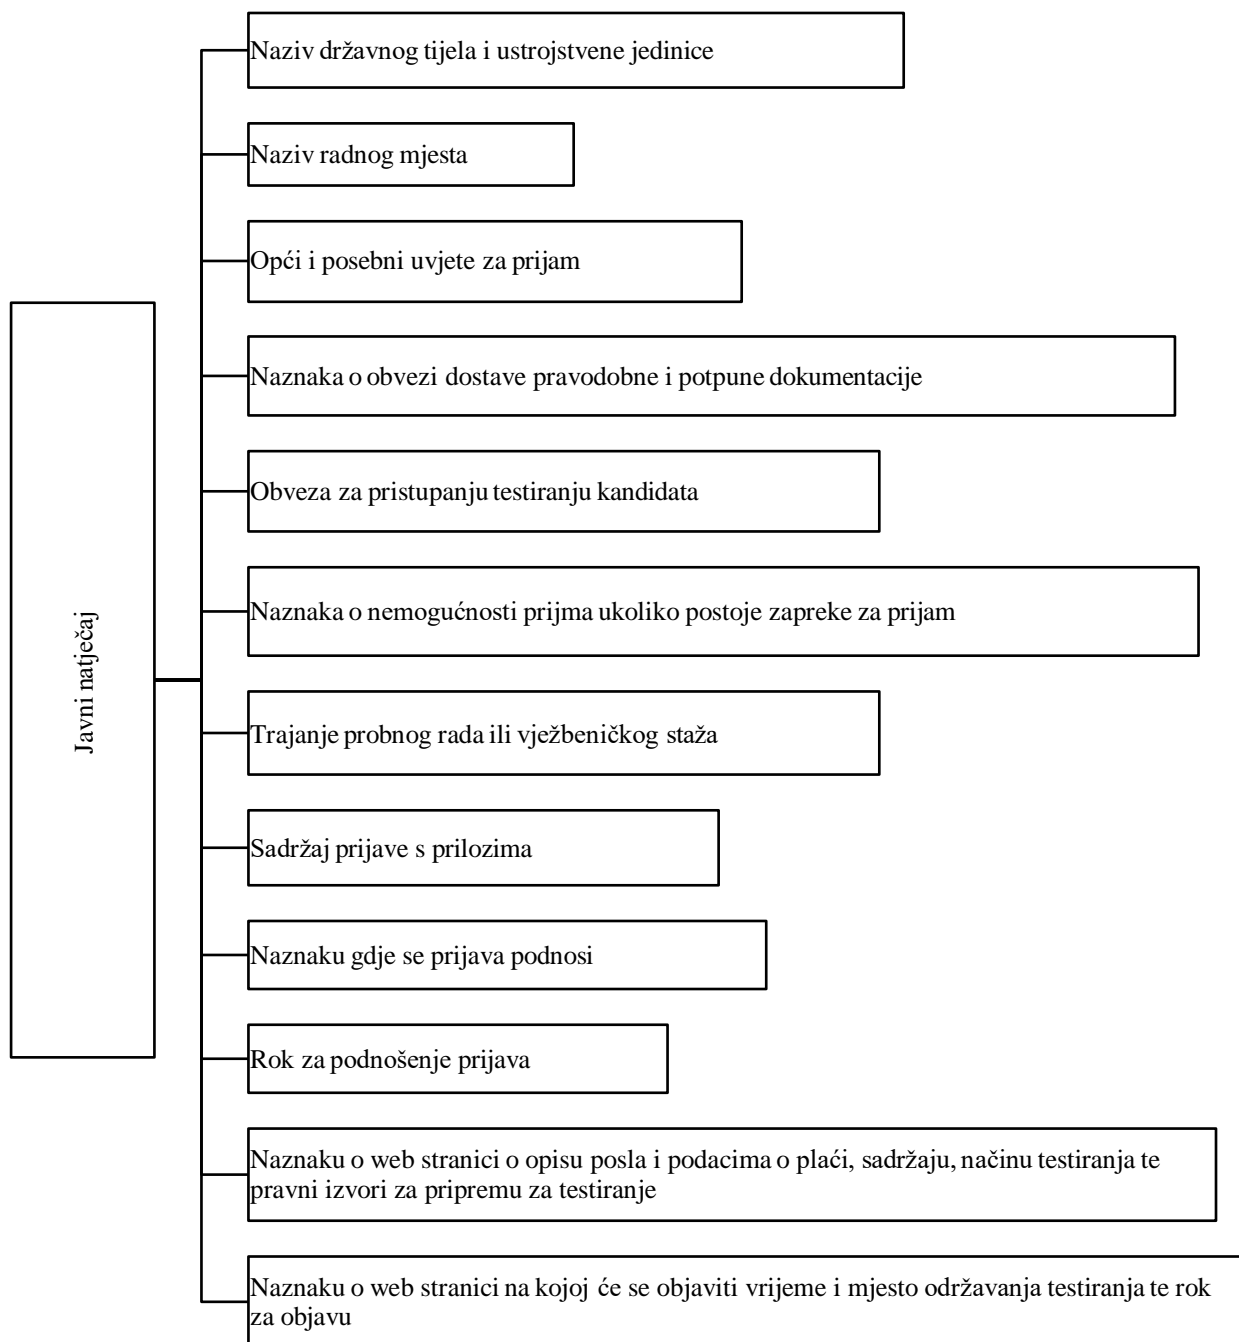 Naziv državnog tijela i ustrojstvene jedinice
Naziv radnog mjesta
Opći i posebni uvjete za prijam
Naznaka o obvezi dostave pravodobne i potpune dokumentacije
Obveza za pristupanju testiranju kandidata
Naznaka o nemogućnosti prijma ukoliko postoje zapreke za prijam
Javni natječaj
Trajanje probnog rada ili vježbeničkog staža
Sadržaj prijave s prilozima
Naznaku gdje se prijava podnosi
Rok za podnošenje prijava
Naznaku o web stranici o opisu posla i podacima o plaći, sadržaju, načinu testiranja te
pravni izvori za pripremu za testiranje
Naznaku o web stranici na kojoj će se objaviti vrijeme i mjesto održavanja testiranja te rok
za objavu